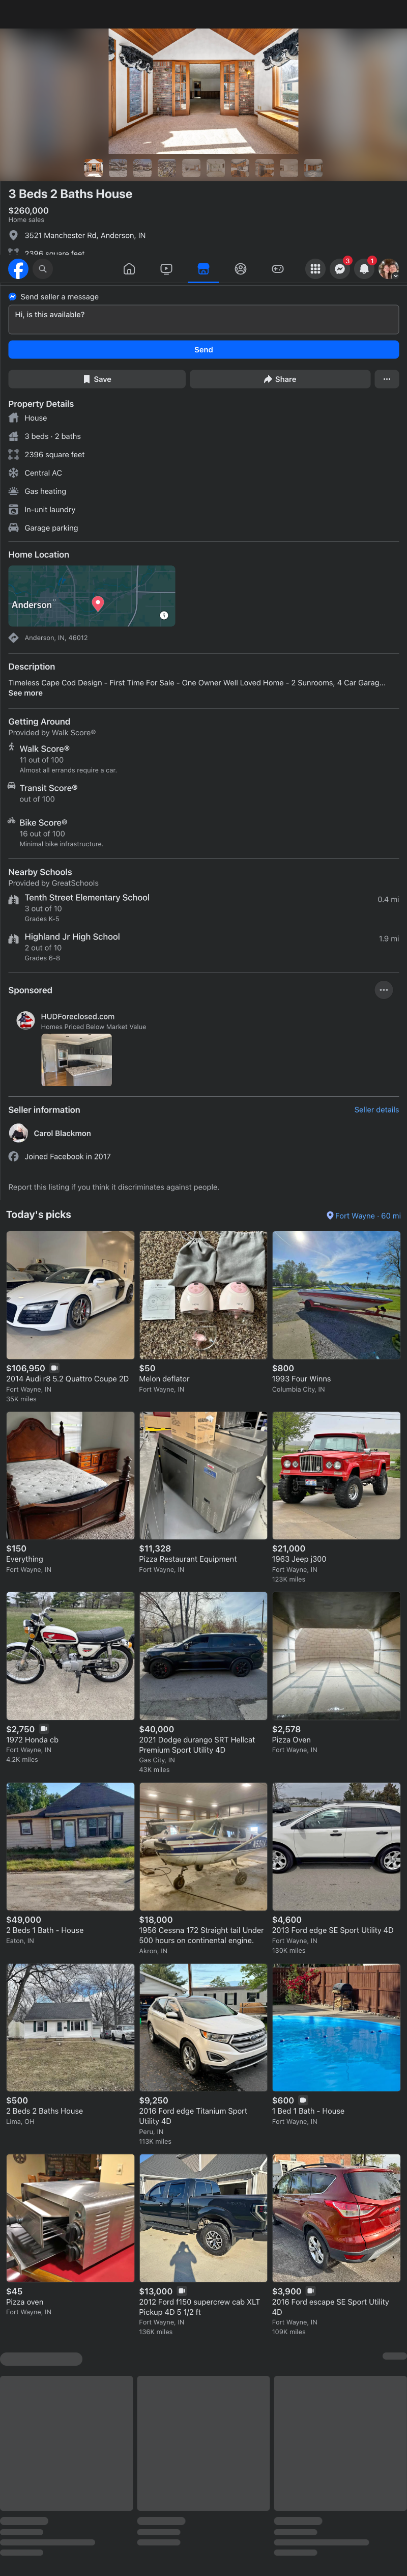 3 Beds 2 Baths House
$260,000
Home sales
3521 Manchester Rd, Anderson, IN
2396 square feet
3
1
Send seller a message
Hi, is this available?
Send
Save
Share
Property Details
House
3 beds · 2 baths
2396 square feet
Central AC
Gas heating
In-unit laundry
Garage parking
Home Location
Anderson
Anderson, IN, 46012
Description
Timeless Cape Cod Design - First Time For Sale - One Owner Well Loved Home - 2 Sunrooms, 4 Car Garag...
See more
Getting Around
Provided by Walk Score®
Walk Score®
11 out of 100
Almost all errands require a car.
Transit Score®
out of 100
Bike Score®
16 out of 100
Minimal bike infrastructure.
Nearby Schools
Provided by GreatSchools
Tenth Street Elementary School
0.4 mi
3 out of 10
Grades K-5
Highland Jr High School
1.9 mi
2 out of 10
Grades 6-8
Sponsored
HUDForeclosed.com
Homes Priced Below Market Value
Seller information
Seller details
Carol Blackmon
Joined Facebook in 2017
Report this listing if you think it discriminates against people.
Today's picks
Fort Wayne · 60 mi
$106,950
2014 Audi r8 5.2 Quattro Coupe 2D
Fort Wayne, IN
35K miles
$50
Melon deflator
Fort Wayne, IN
$800
1993 Four Winns
Columbia City, IN
$150
Everything
Fort Wayne, IN
$11,328
Pizza Restaurant Equipment
Fort Wayne, IN
$21,000
1963 Jeep j300
Fort Wayne, IN
123K miles
$2,750
1972 Honda cb
Fort Wayne, IN
4.2K miles
$40,000
2021 Dodge durango SRT Hellcat
Premium Sport Utility 4D
Gas City, IN
43K miles
$2,578
Pizza Oven
Fort Wayne, IN
$49,000
2 Beds 1 Bath - House
Eaton, IN
$18,000
1956 Cessna 172 Straight tail Under
500 hours on continental engine.
Akron, IN
$4,600
2013 Ford edge SE Sport Utility 4D
Fort Wayne, IN
130K miles
$500
2 Beds 2 Baths House
Lima, OH
$9,250
2016 Ford edge Titanium Sport
Utility 4D
Peru, IN
113K miles
$600
1 Bed 1 Bath - House
Fort Wayne, IN
$45
Pizza oven
Fort Wayne, IN
$13,000
2012 Ford f150 supercrew cab XLT
Pickup 4D 5 1/2 ft
Fort Wayne, IN
136K miles
$3,900
2016 Ford escape SE Sport Utility
4D
Fort Wayne, IN
109K miles